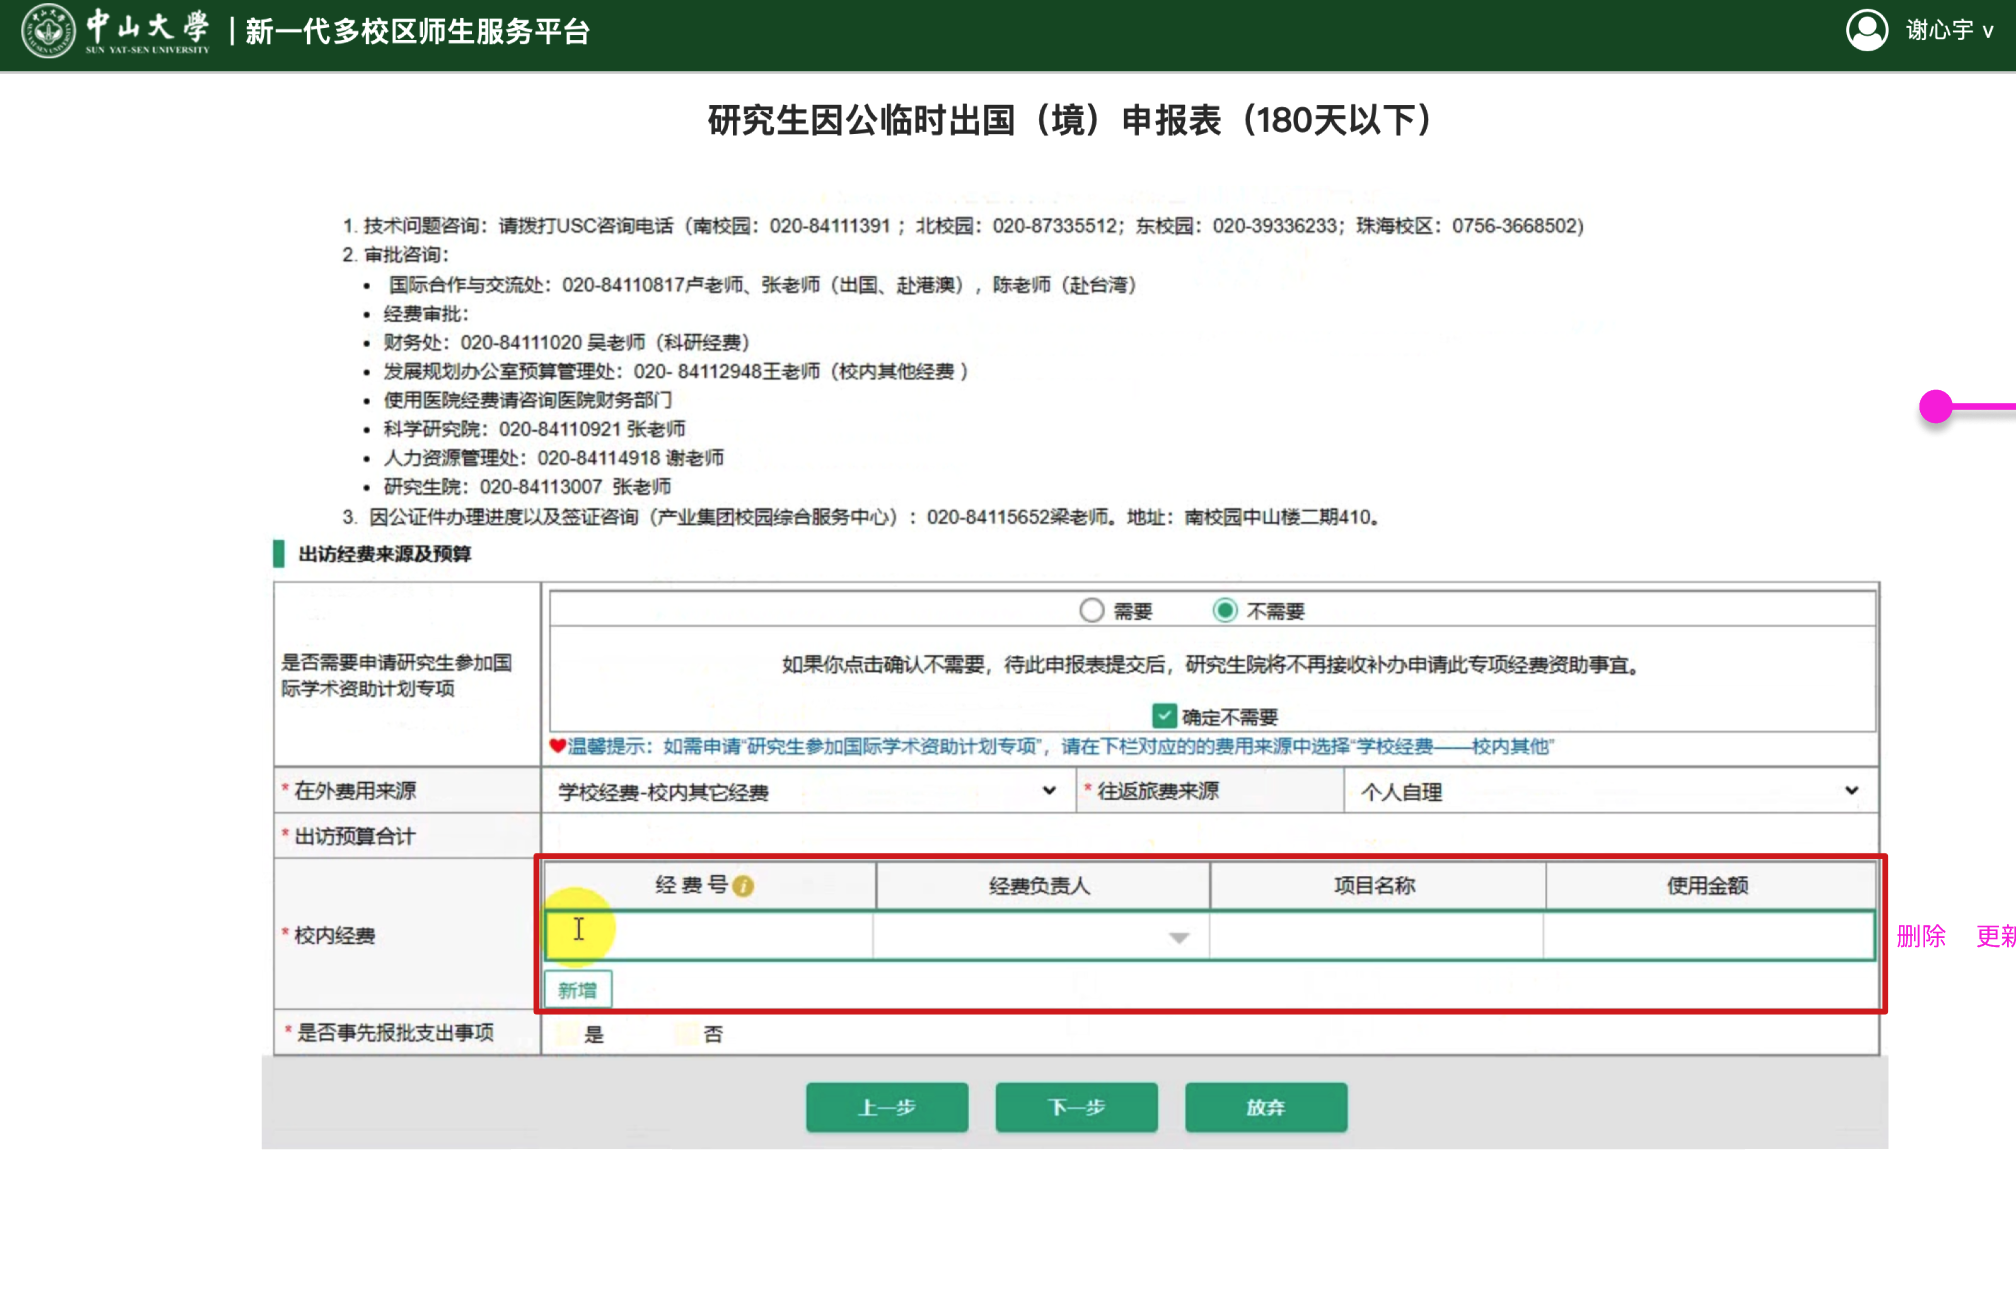 中山大學
SUN YAT-SEN UNIVERSITY
|新一代多校区师生服务平台
谢心宇 v
研究生因公临时出国（境）申报表（180天以下）
1. 技术问题咨询：请拨打USC咨询电话（南校园：020-84111391 ；北校园：020-87335512；东校园：020-39336233；珠海校区：0756-3668502)
2. 审批咨询：
• 国际合作与交流处：020-84110817卢老师、张老师（出国、赴港澳），陈老师（赴台湾）
• 经费审批：
• 财务处：020-84111020 吴老师（科研经费）
• 发展规划办公室预算管理处：020- 84112948王老师（校内其他经费 ）
• 使用医院经费请咨询医院财务部门
• 科学研究院：020-84110921 张老师
• 人力资源管理处：020-84114918 谢老师
• 研究生院：020-84113007 张老师
3. 因公证件办理进度以及签证咨询（产业集团校园综合服务中心）：020-84115652梁老师。地址：南校园中山楼二期410。
出访经费来源及预算
是否需要申请研究生参加国际学术资助计划专项
需要 不需要
如果你点击确认不需要，待此申报表提交后，研究生院将不再接收补办申请此专项经费资助事宜。
确定不需要
♥温馨提示：如需申请“研究生参加国际学术资助计划专项”，请在下栏对应的的费用来源中选择“学校经费——校内其他”
* 在外费用来源 学校经费-校内其它经费 * 往返旅费来源 个人自理
* 出访预算合计
* 校内经费
经 费 号 i 经费负责人 项目名称 使用金额
删除 更新
新增
* 是否事先报批支出事项 是 否
上一步 下一步 放弃